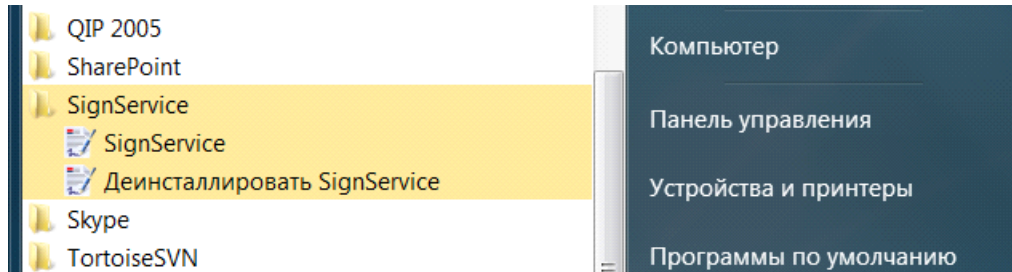 QIP 2005
SharePoint
SignService
SignService
Деинсталлировать SignService
Skype
TortoiseSVN
Компьютер
Панель управления
Устройства и принтеры
Программы по умолчанию